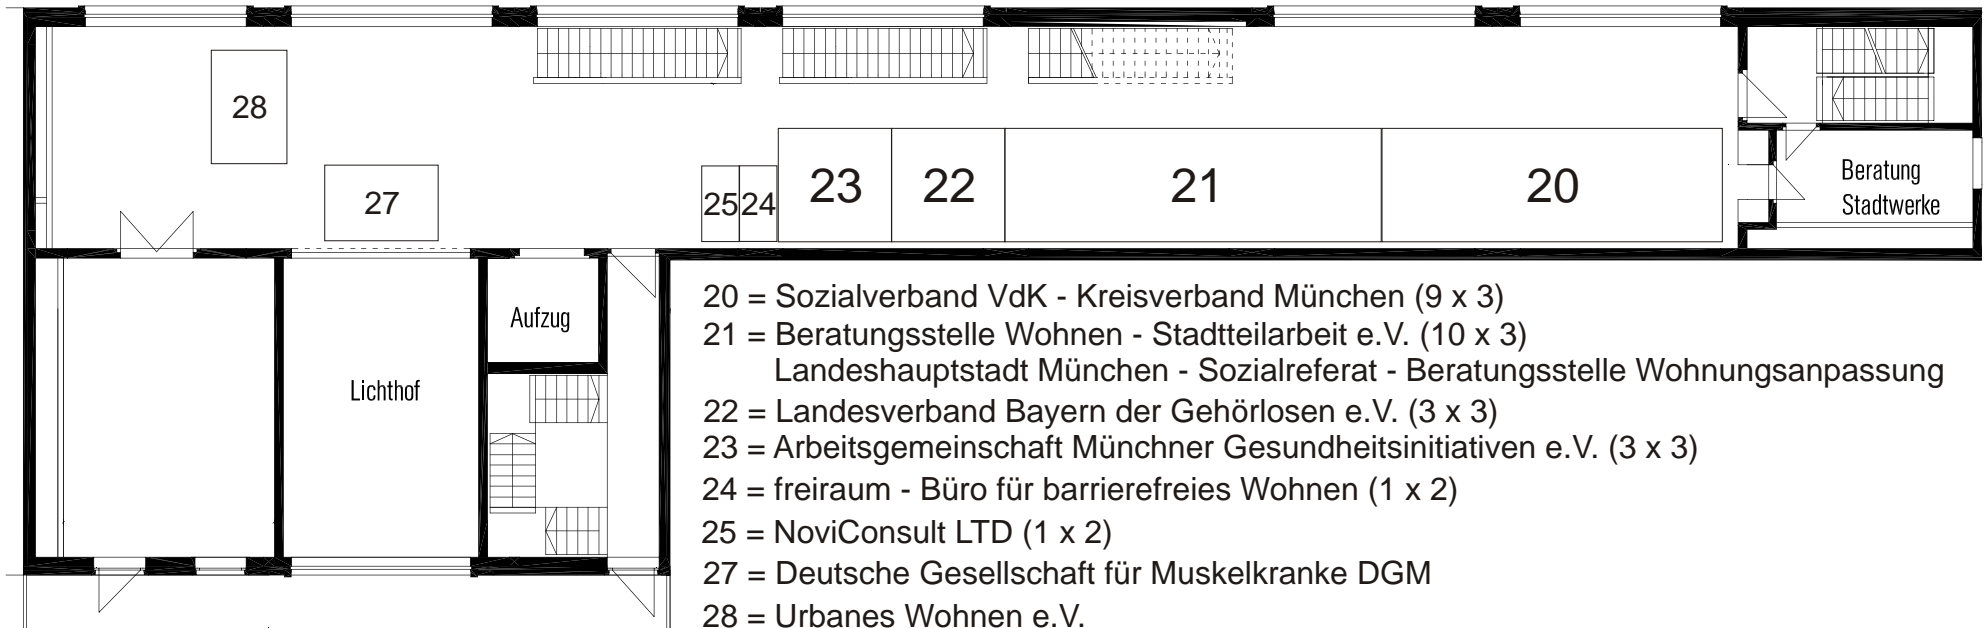 28
27
25
24
23
22
21
20
Beratung
Stadtwerke
Aufzug
Lichthof
20 = Sozialverband VdK - Kreisverband München (9 x 3)
21 = Beratungsstelle Wohnen - Stadtteilarbeit e.V. (10 x 3)
Landeshauptstadt München - Sozialreferat - Beratungsstelle Wohnungsanpassung
22 = Landesverband Bayern der Gehörlosen e.V. (3 x 3)
23 = Arbeitsgemeinschaft Münchner Gesundheitsinitiativen e.V. (3 x 3)
24 = freiraum - Büro für barrierefreies Wohnen (1 x 2)
25 = NoviConsult LTD (1 x 2)
27 = Deutsche Gesellschaft für Muskelkranke DGM
28 = Urbanes Wohnen e.V.